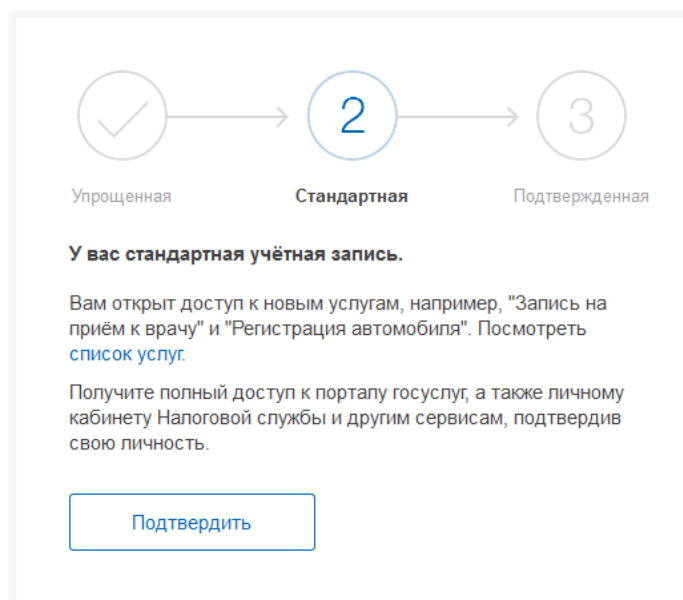 2
3
Упрощенная
Стандартная
Подтвержденная
У вас стандартная учётная запись.
Вам открыт доступ к новым услугам, например, "Запись на
приём к врачу" и "Регистрация автомобиля". Посмотреть
список услуг.
Получите полный доступ к порталу госуслуг, а также личному
кабинету Налоговой службы и другим сервисам, подтвердив
свою личность.
Подтвердить